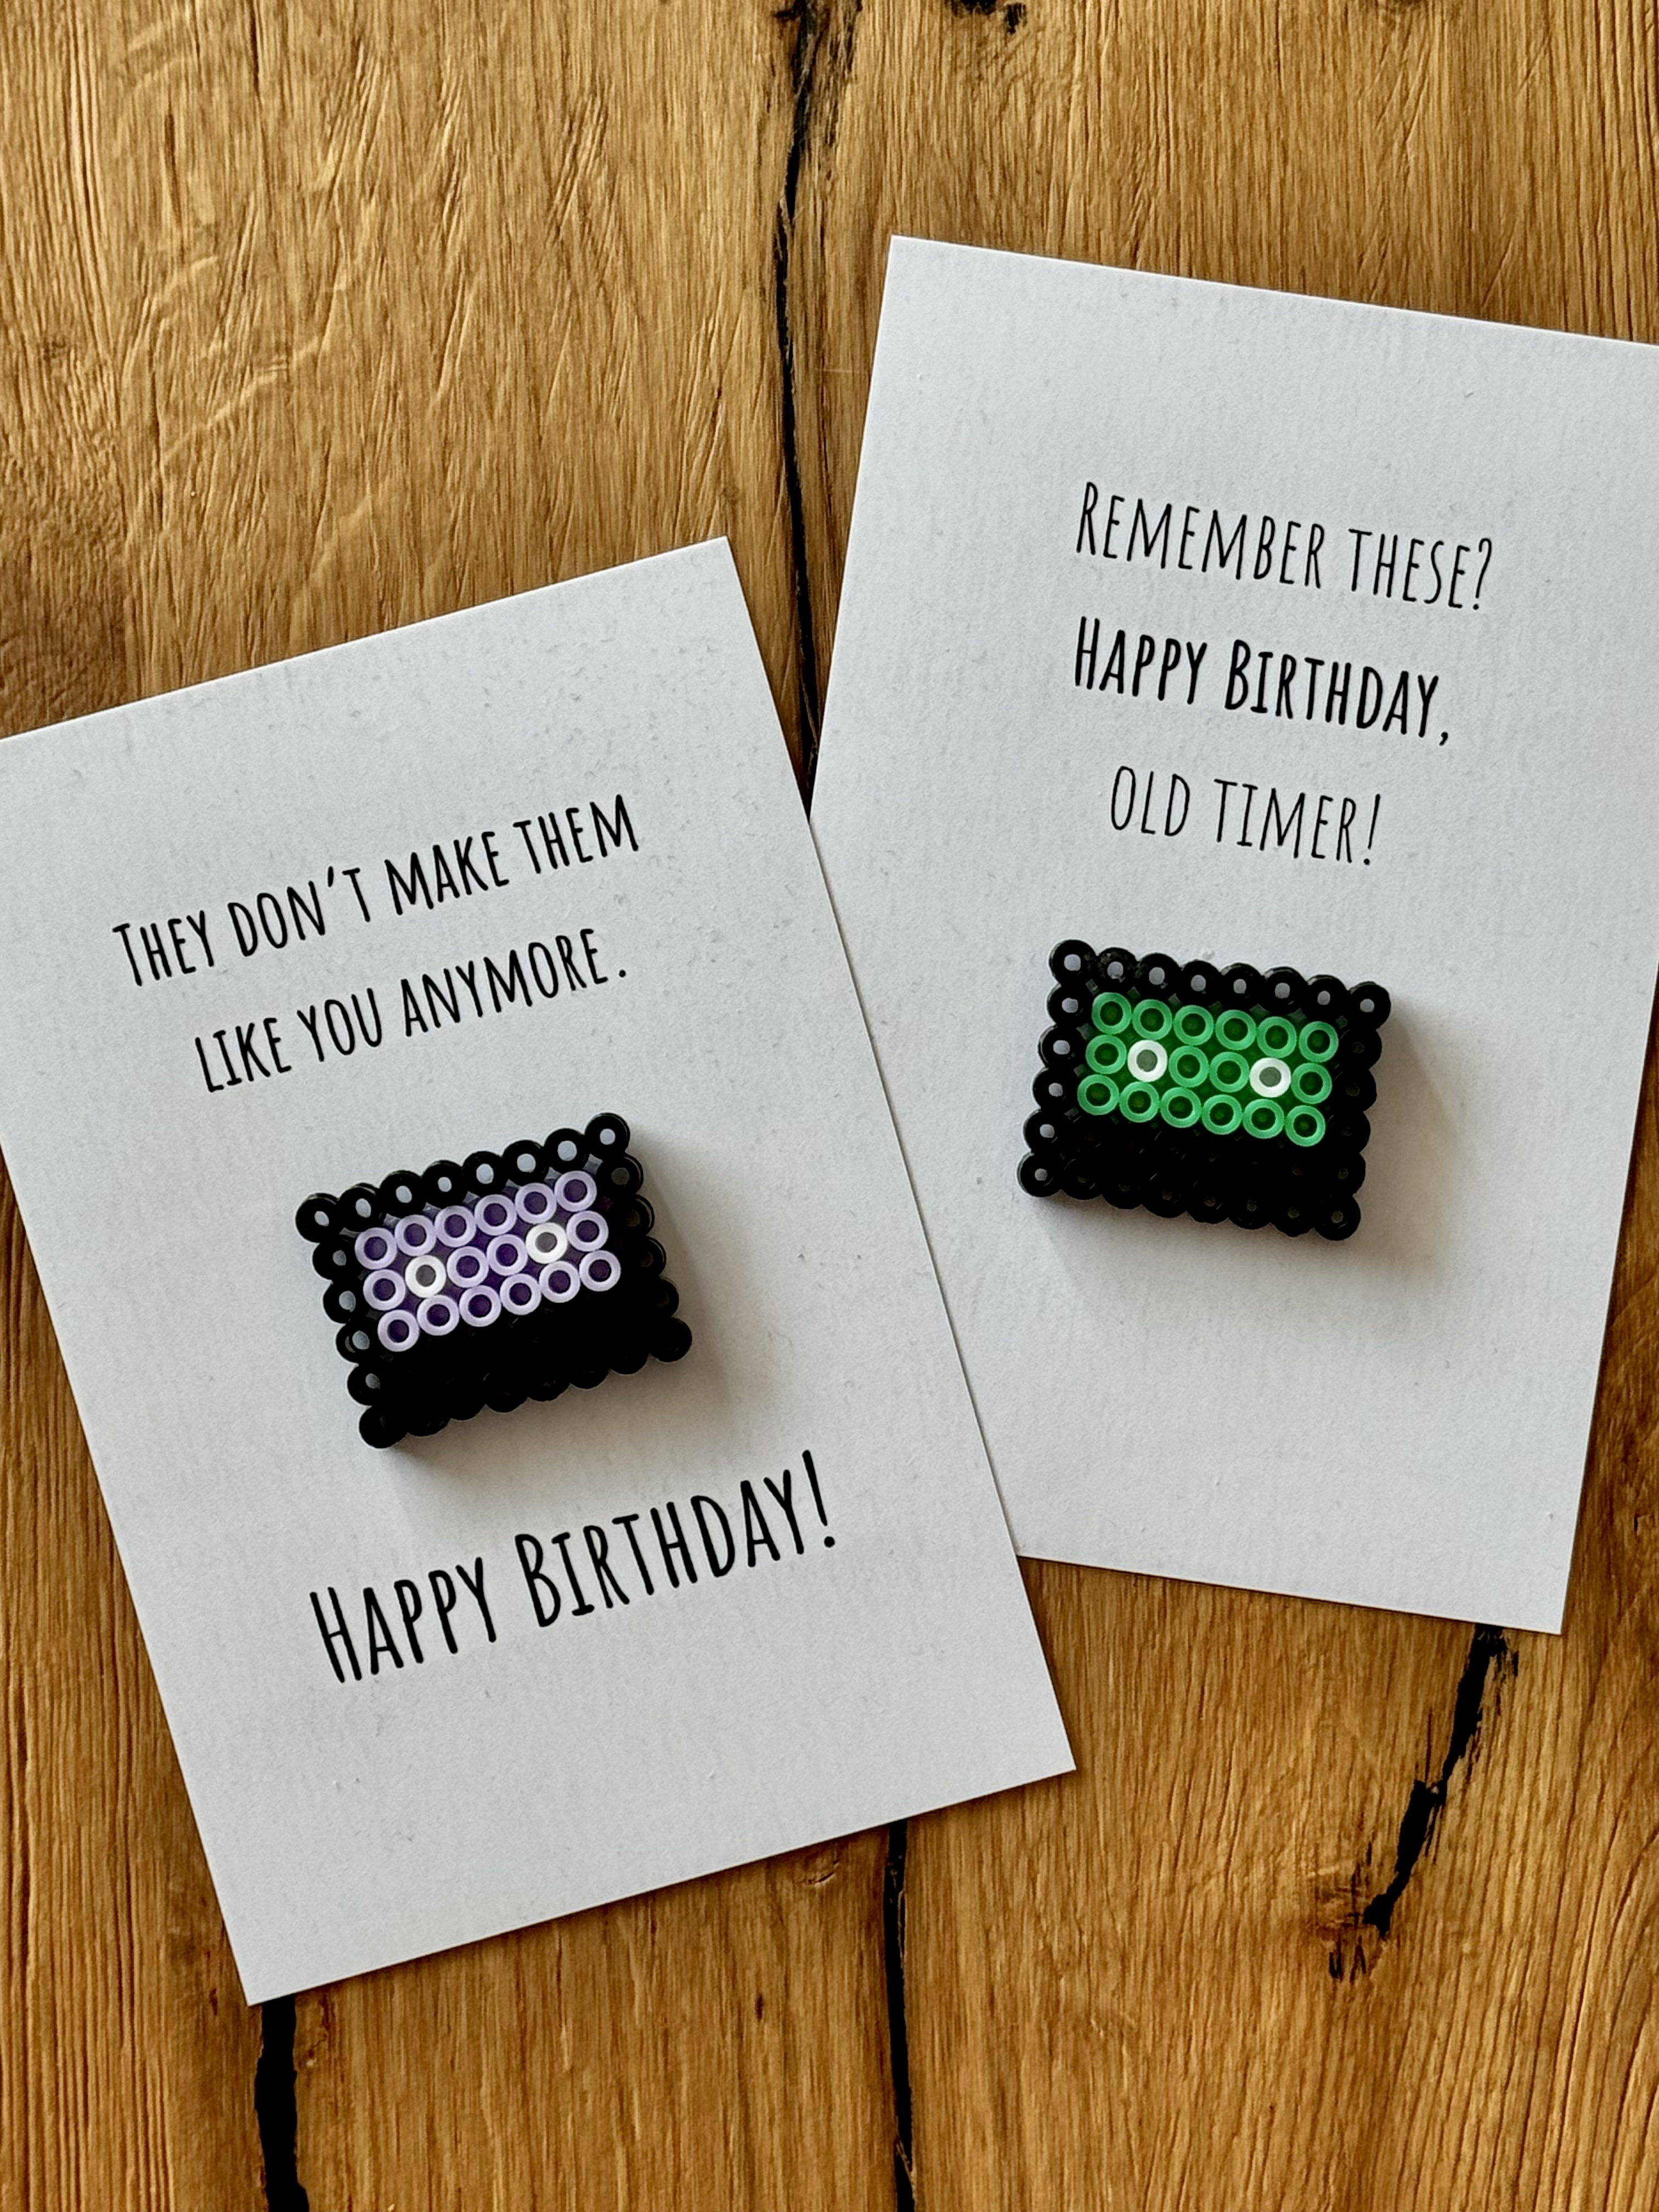 They don't make them
like you anymore.
Happy Birthday!
Remember these?
Happy Birthday,
old timer!